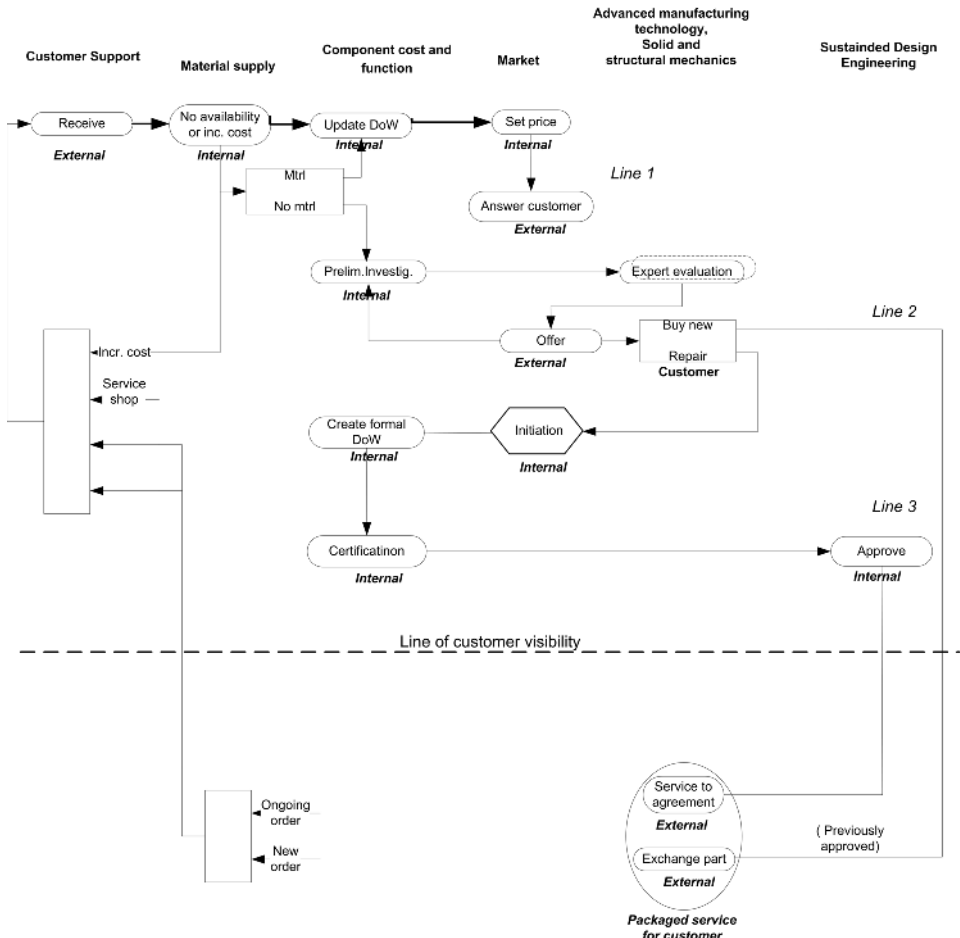 Advanced manufacturing
technology,
Solid and
structural mechanics
Customer Support
Material supply
Component cost and
function
Market
Sustainded Design
Engineering
Receive
External
No availability
or inc. cost
Internal
Update DoW
Internal
Set price
Internal
Line 1
Mtrl
No mtrl
Answer customer
External
Prelim.Investig.
Internal
Expert evaluation
Line 2
Offer
External
Buy new
Repair
Customer
Incr. cost
Service
shop
Create formal
DoW
Internal
Initiation
Internal
Line 3
Certificatinon
Internal
Approve
Internal
Line of customer visibility
Ongoing
order
New
order
Service to
agreement
External
( Previously
approved)
Exchange part
External
Packaged service
for customer